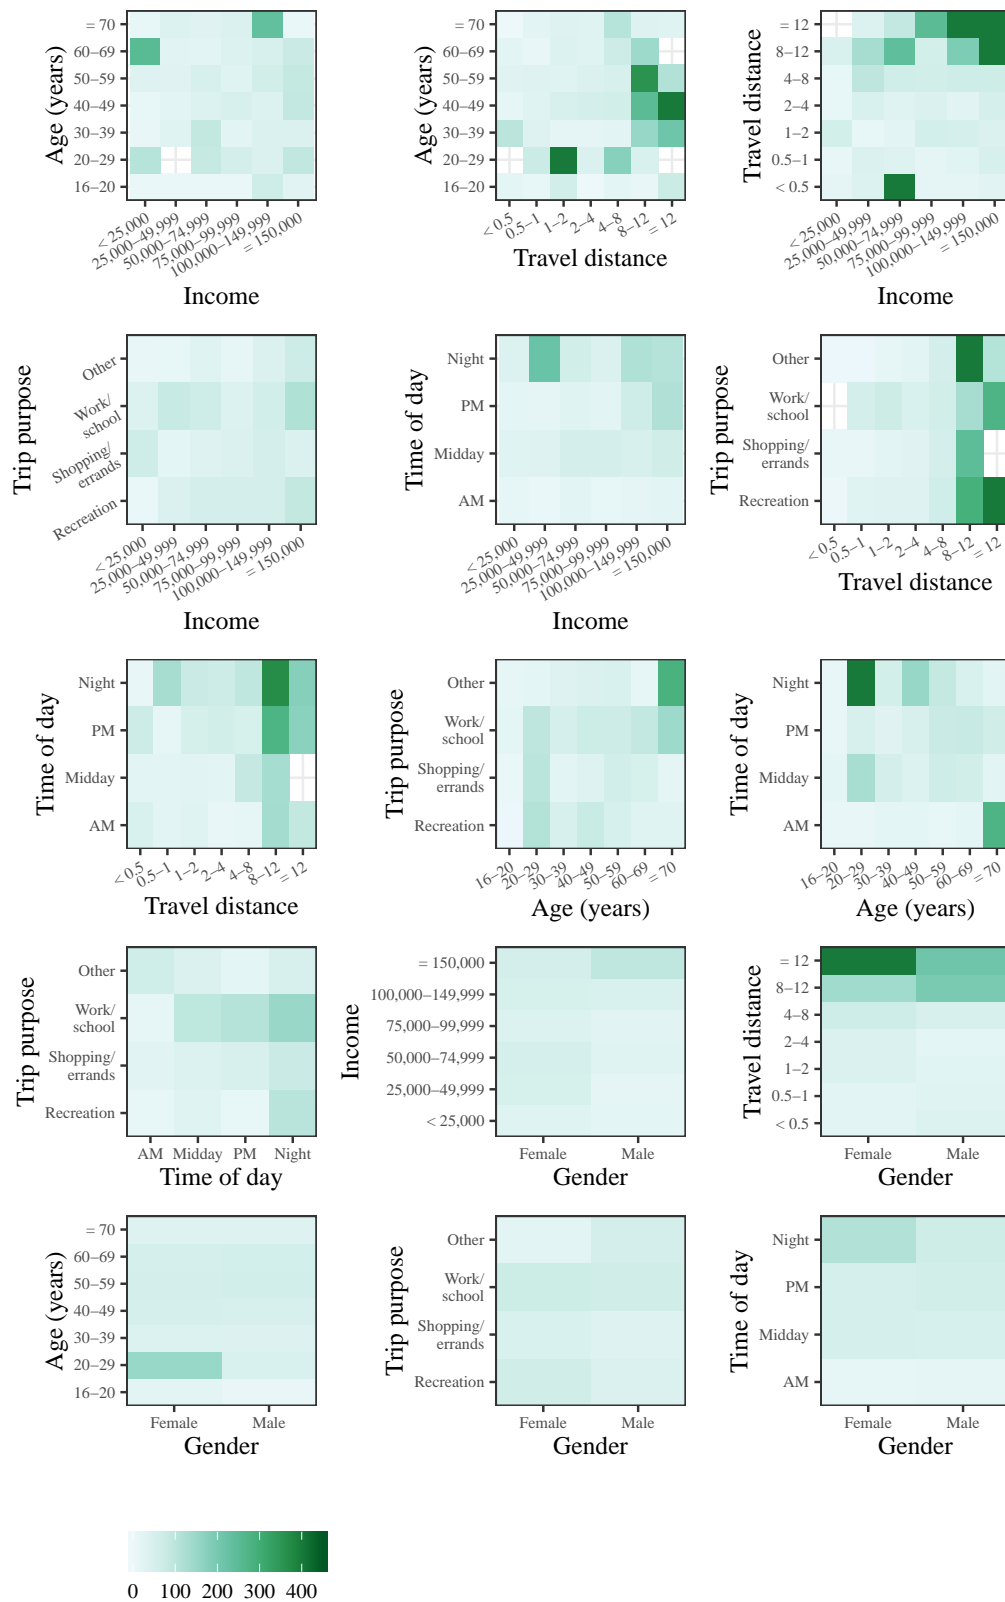 Age (years)
= 70
60–69
50–59
40–49
30–39
20–29
16–20
< 25,000
25,000–49,999
50,000–74,999
75,000–99,999
100,000–149,999
= 150,000
Income
Age (years)
= 70
60–69
50–59
40–49
30–39
20–29
16–20
< 0.5
0.5–1
1–2
2–4
4–8
8–12
= 12
Travel distance
Travel distance
= 12
8–12
4–8
2–4
1–2
0.5–1
< 0.5
< 25,000
25,000–49,999
50,000–74,999
75,000–99,999
100,000–149,999
= 150,000
Income
Trip purpose
Other
Work/
school
Shopping/
errands
Recreation
< 25,000
25,000–49,999
50,000–74,999
75,000–99,999
100,000–149,999
= 150,000
Income
Time of day
Night
PM
Midday
AM
< 25,000
25,000–49,999
50,000–74,999
75,000–99,999
100,000–149,999
= 150,000
Income
Trip purpose
Other
Work/
school
Shopping/
errands
Recreation
< 0.5
0.5–1
1–2
2–4
4–8
8–12
= 12
Travel distance
Time of day
Night
PM
Midday
AM
< 0.5
0.5–1
1–2
2–4
4–8
8–12
= 12
Travel distance
Trip purpose
Other
Work/
school
Shopping/
errands
Recreation
16–20
20–29
30–39
40–49
50–59
60–69
= 70
Age (years)
Time of day
Night
PM
Midday
AM
16–20
20–29
30–39
40–49
50–59
60–69
= 70
Age (years)
Trip purpose
Other
Work/
school
Shopping/
errands
Recreation
AM Midday PM Night
Time of day
Income
= 150,000
100,000–149,999
75,000–99,999
50,000–74,999
25,000–49,999
< 25,000
Female Male
Gender
Travel distance
= 12
8–12
4–8
2–4
1–2
0.5–1
< 0.5
Female Male
Gender
Age (years)
= 70
60–69
50–59
40–49
30–39
20–29
16–20
Female Male
Gender
Trip purpose
Other
Work/
school
Shopping/
errands
Recreation
Female Male
Gender
Time of day
Night
PM
Midday
AM
Female Male
Gender
0 100 200 300 400